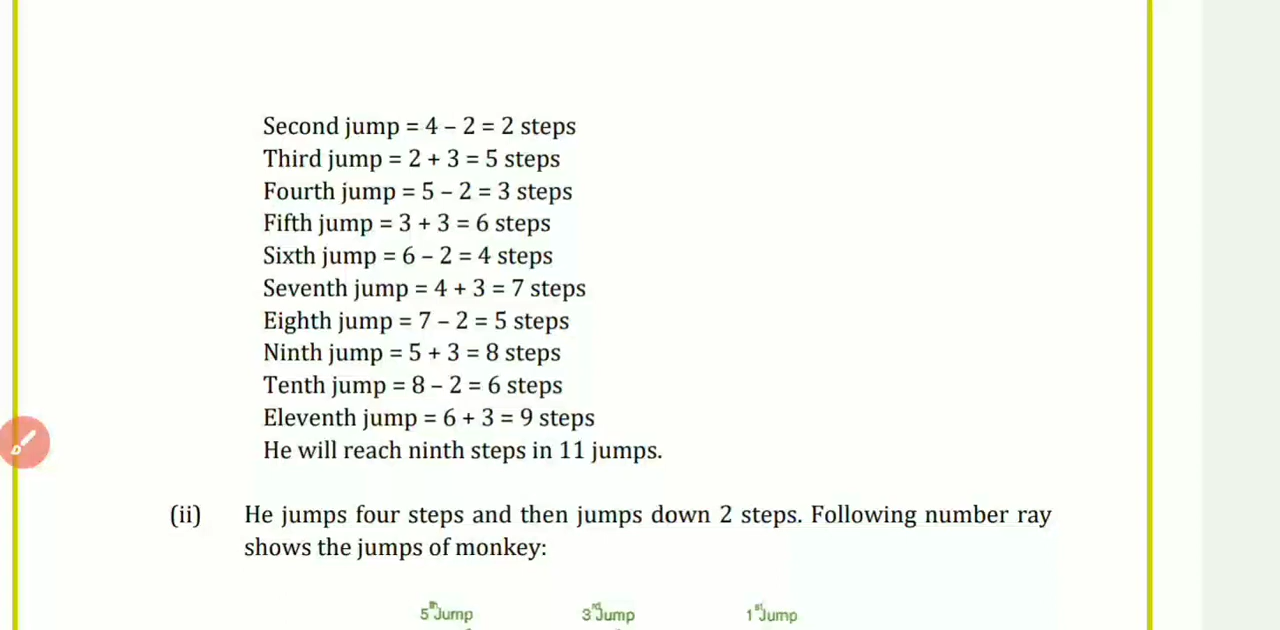 Second jump = 4 – 2 = 2 steps
Third jump = 2 + 3 = 5 steps
Fourth jump = 5 – 2 = 3 steps
Fifth jump = 3 + 3 = 6 steps
Sixth jump = 6 – 2 = 4 steps
Seventh jump = 4 + 3 = 7 steps
Eighth jump = 7 – 2 = 5 steps
Ninth jump = 5 + 3 = 8 steps
Tenth jump = 8 – 2 = 6 steps
Eleventh jump = 6 + 3 = 9 steps
He will reach ninth steps in 11 jumps.
(ii) He jumps four steps and then jumps down 2 steps. Following number ray
shows the jumps of monkey:
5th Jump 3rd Jump 1st Jump